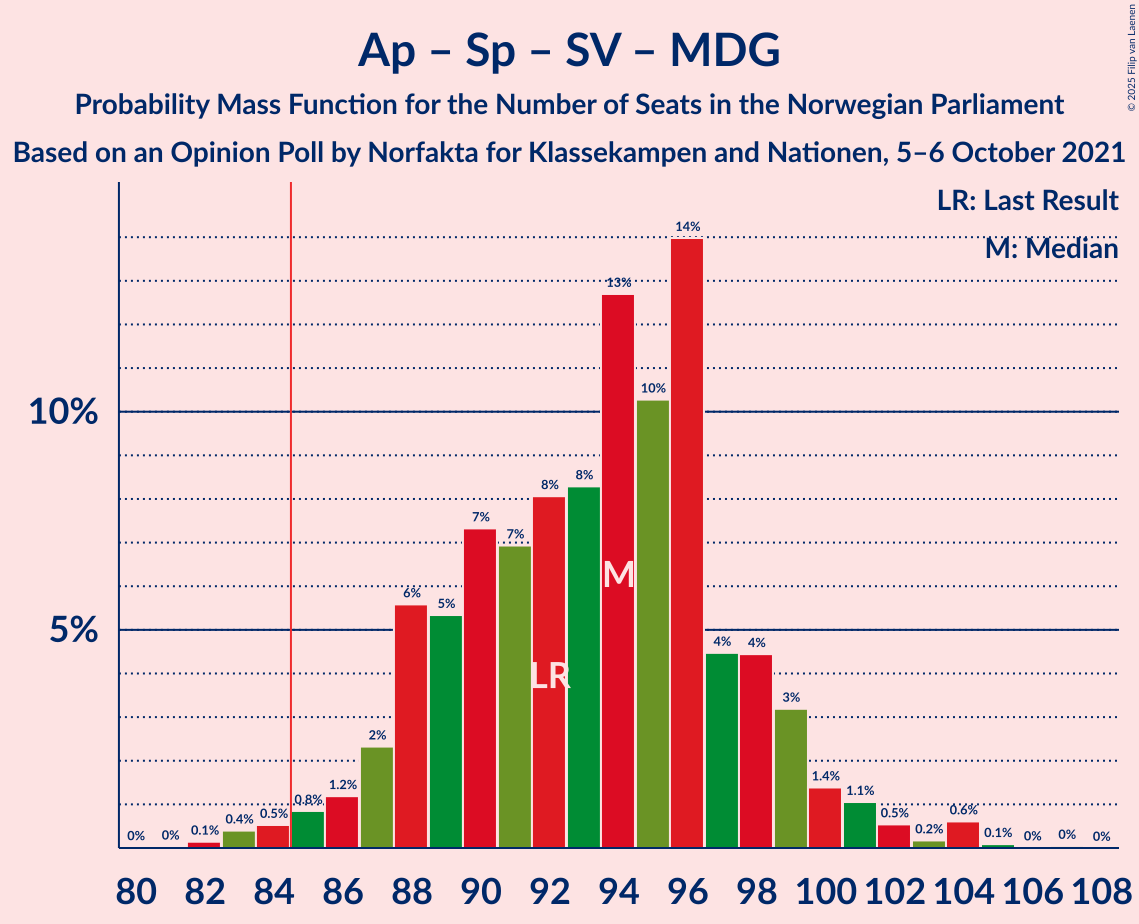 Ap – Sp – SV – MDG
Probability Mass Function for the Number of Seats in the Norwegian Parliament
Based on an Opinion Poll by Norfakta for Klassekampen and Nationen, 5–6 October 2021
© 2025 Filip van Laenen
LR: Last Result
M: Median
10%
5%
0% 0% 0.1% 0.4% 0.5% 0.8% 1.2% 2% 6% 5% 7% 7% 8% 8% 13% 10% 14% 4% 4% 3% 1.4% 1.1% 0.5% 0.2% 0.6% 0.1% 0% 0% 0%
M
LR
80 82 84 86 88 90 92 94 96 98 100 102 104 106 108